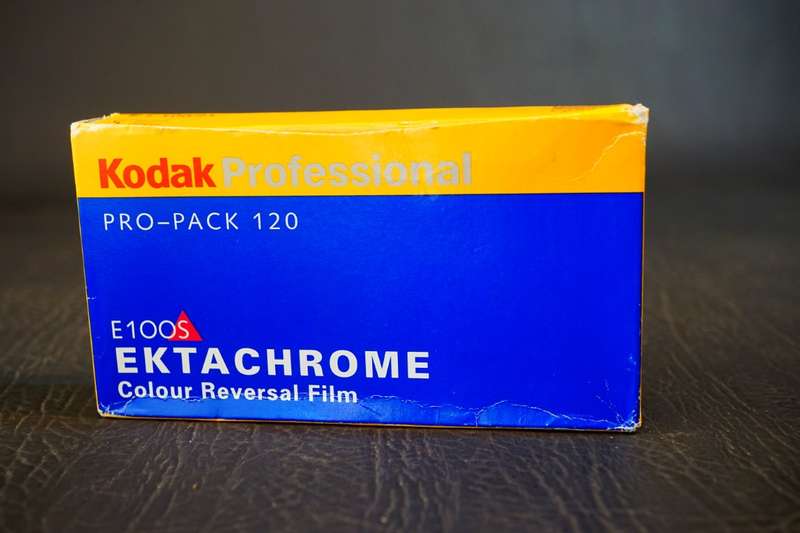 Kodak Professional
PRO–PACK 120
E100S
EKTACHROME
Colour Reversal Film